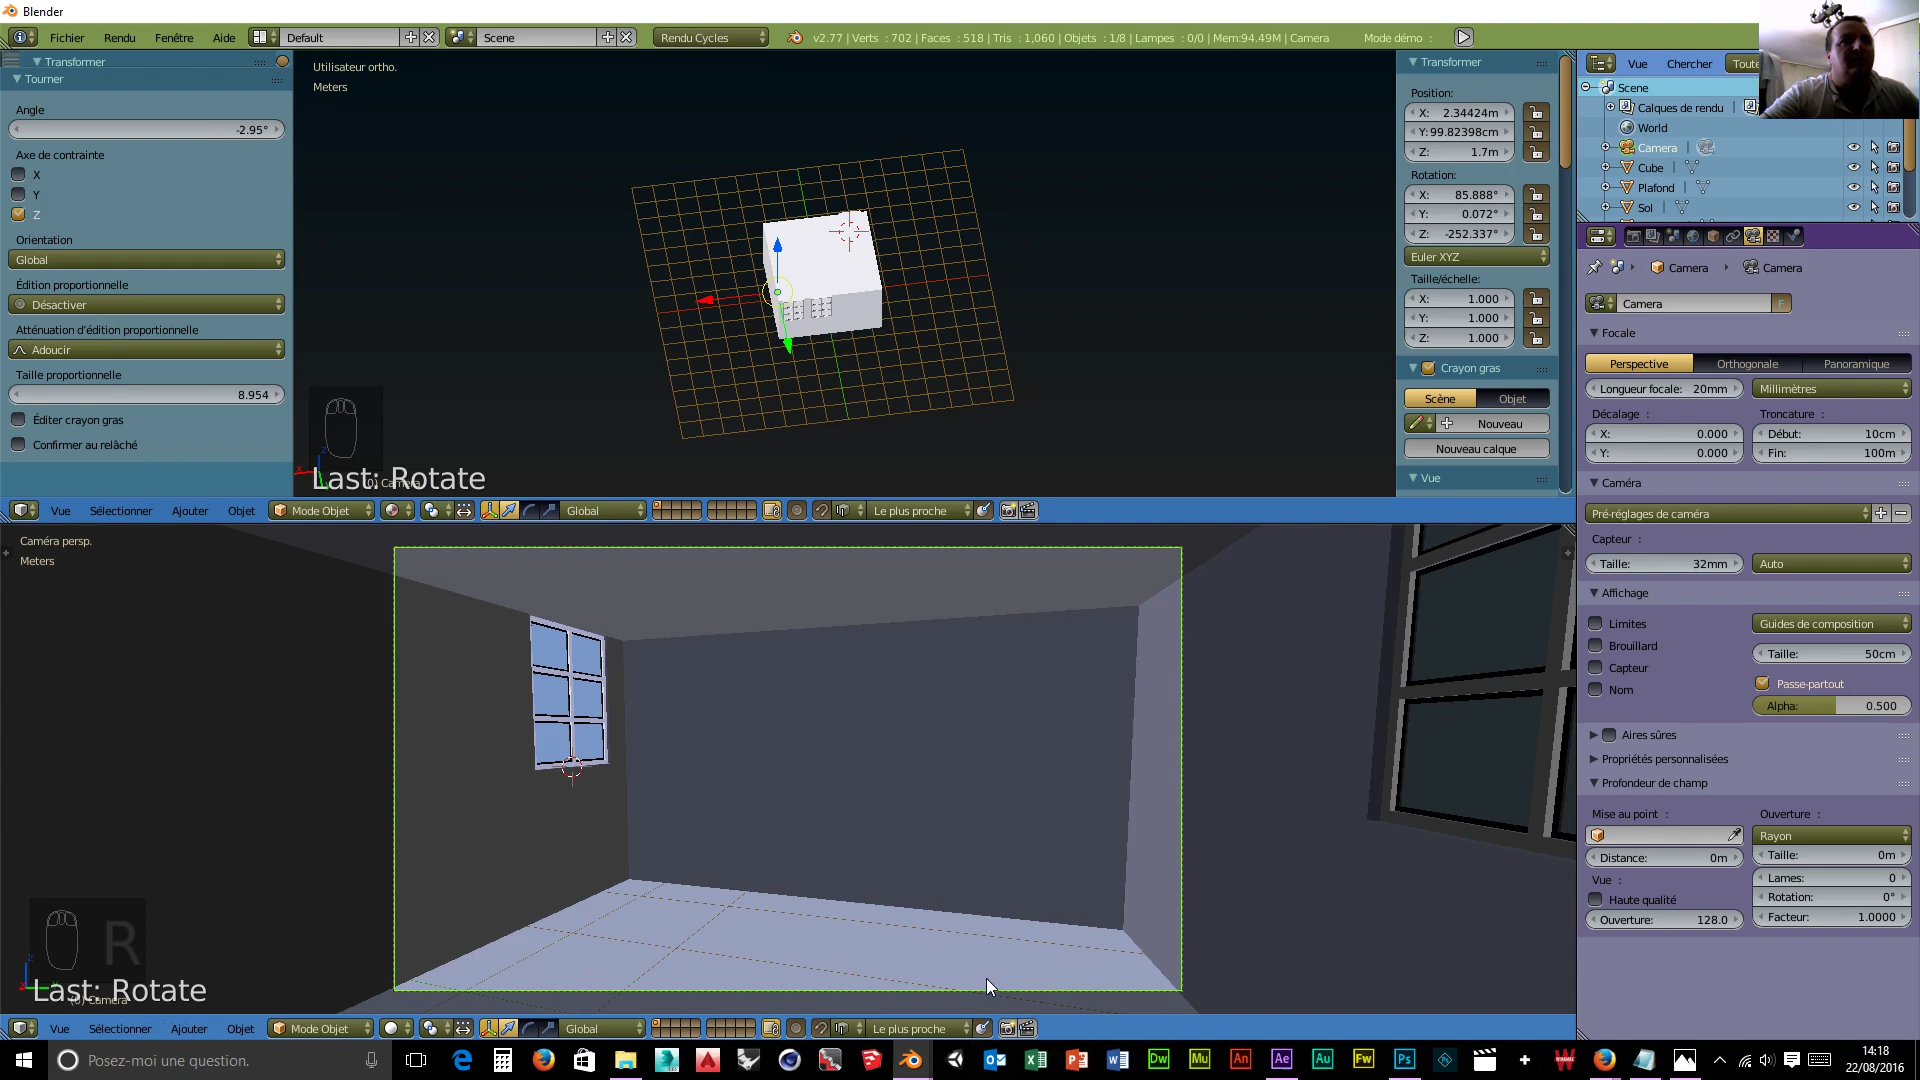 Blender
Fichier Rendu Fenêtre Aide Default Scene Rendu Cycles v2.77 | Verts : 702 | Faces : 518 | Tris : 1,060 | Objets : 1/8 | Lampes : 0/0 | Mem:94.49M | Camera Mode démo :
Transformer
Tourner
Angle
-2.95°
Axe de contrainte
X
Y
Z
Orientation
Global
Édition proportionnelle
Désactiver
Atténuation d'édition proportionnelle
Adoucir
Taille proportionnelle
8.954
Éditer crayon gras
Confirmer au relâché
Utilisateur ortho.
Meters
Last: Rotate
Transformer
Position:
X: 2.34424m
Y: 99.82398cm
Z: 1.7m
Rotation:
X: 85.888°
Y: 0.072°
Z: -252.337°
Euler XYZ
Taille/échelle:
X: 1.000
Y: 1.000
Z: 1.000
Crayon gras
Scène Objet
Nouveau
Nouveau calque
Vue
Vue Sélectionner Ajouter Objet Mode Objet Global Le plus proche
Caméra persp.
Meters
R
Last: Rotate
Vue Sélectionner Ajouter Objet Mode Objet Global Le plus proche
Vue Chercher Toute
Scene
Calques de rendu
World
Camera
Cube
Plafond
Sol
Camera Camera
Camera F
Focale
Perspective Orthogonale Panoramique
Longueur focale: 20mm Millimètres
Décalage : Troncature :
X: 0.000 Début: 10cm
Y: 0.000 Fin: 100m
Caméra
Pré-réglages de caméra
Capteur :
Taille: 32mm Auto
Affichage
Limites Guides de composition
Brouillard Taille: 50cm
Capteur Passe-partout
Nom Alpha: 0.500
Aires sûres
Propriétés personnalisées
Profondeur de champ
Mise au point : Ouverture :
Rayon
Distance: 0m Taille: 0m
Vue : Lames: 0
Haute qualité Rotation: 0°
Ouverture: 128.0 Facteur: 1.0000
Posez-moi une question.
Dw Mu An Ae Au Fw Ps
14:18
22/08/2016